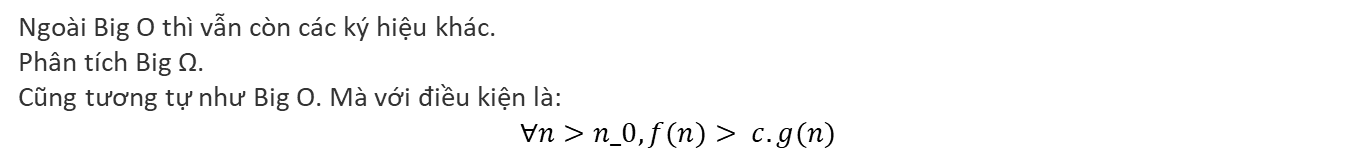 Ngoài Big O thì vẫn còn các ký hiệu khác.
Phân tích Big Ω.
Cũng tương tự như Big O. Mà với điều kiện là:
∀n > n_0, f(n) > c.g(n)